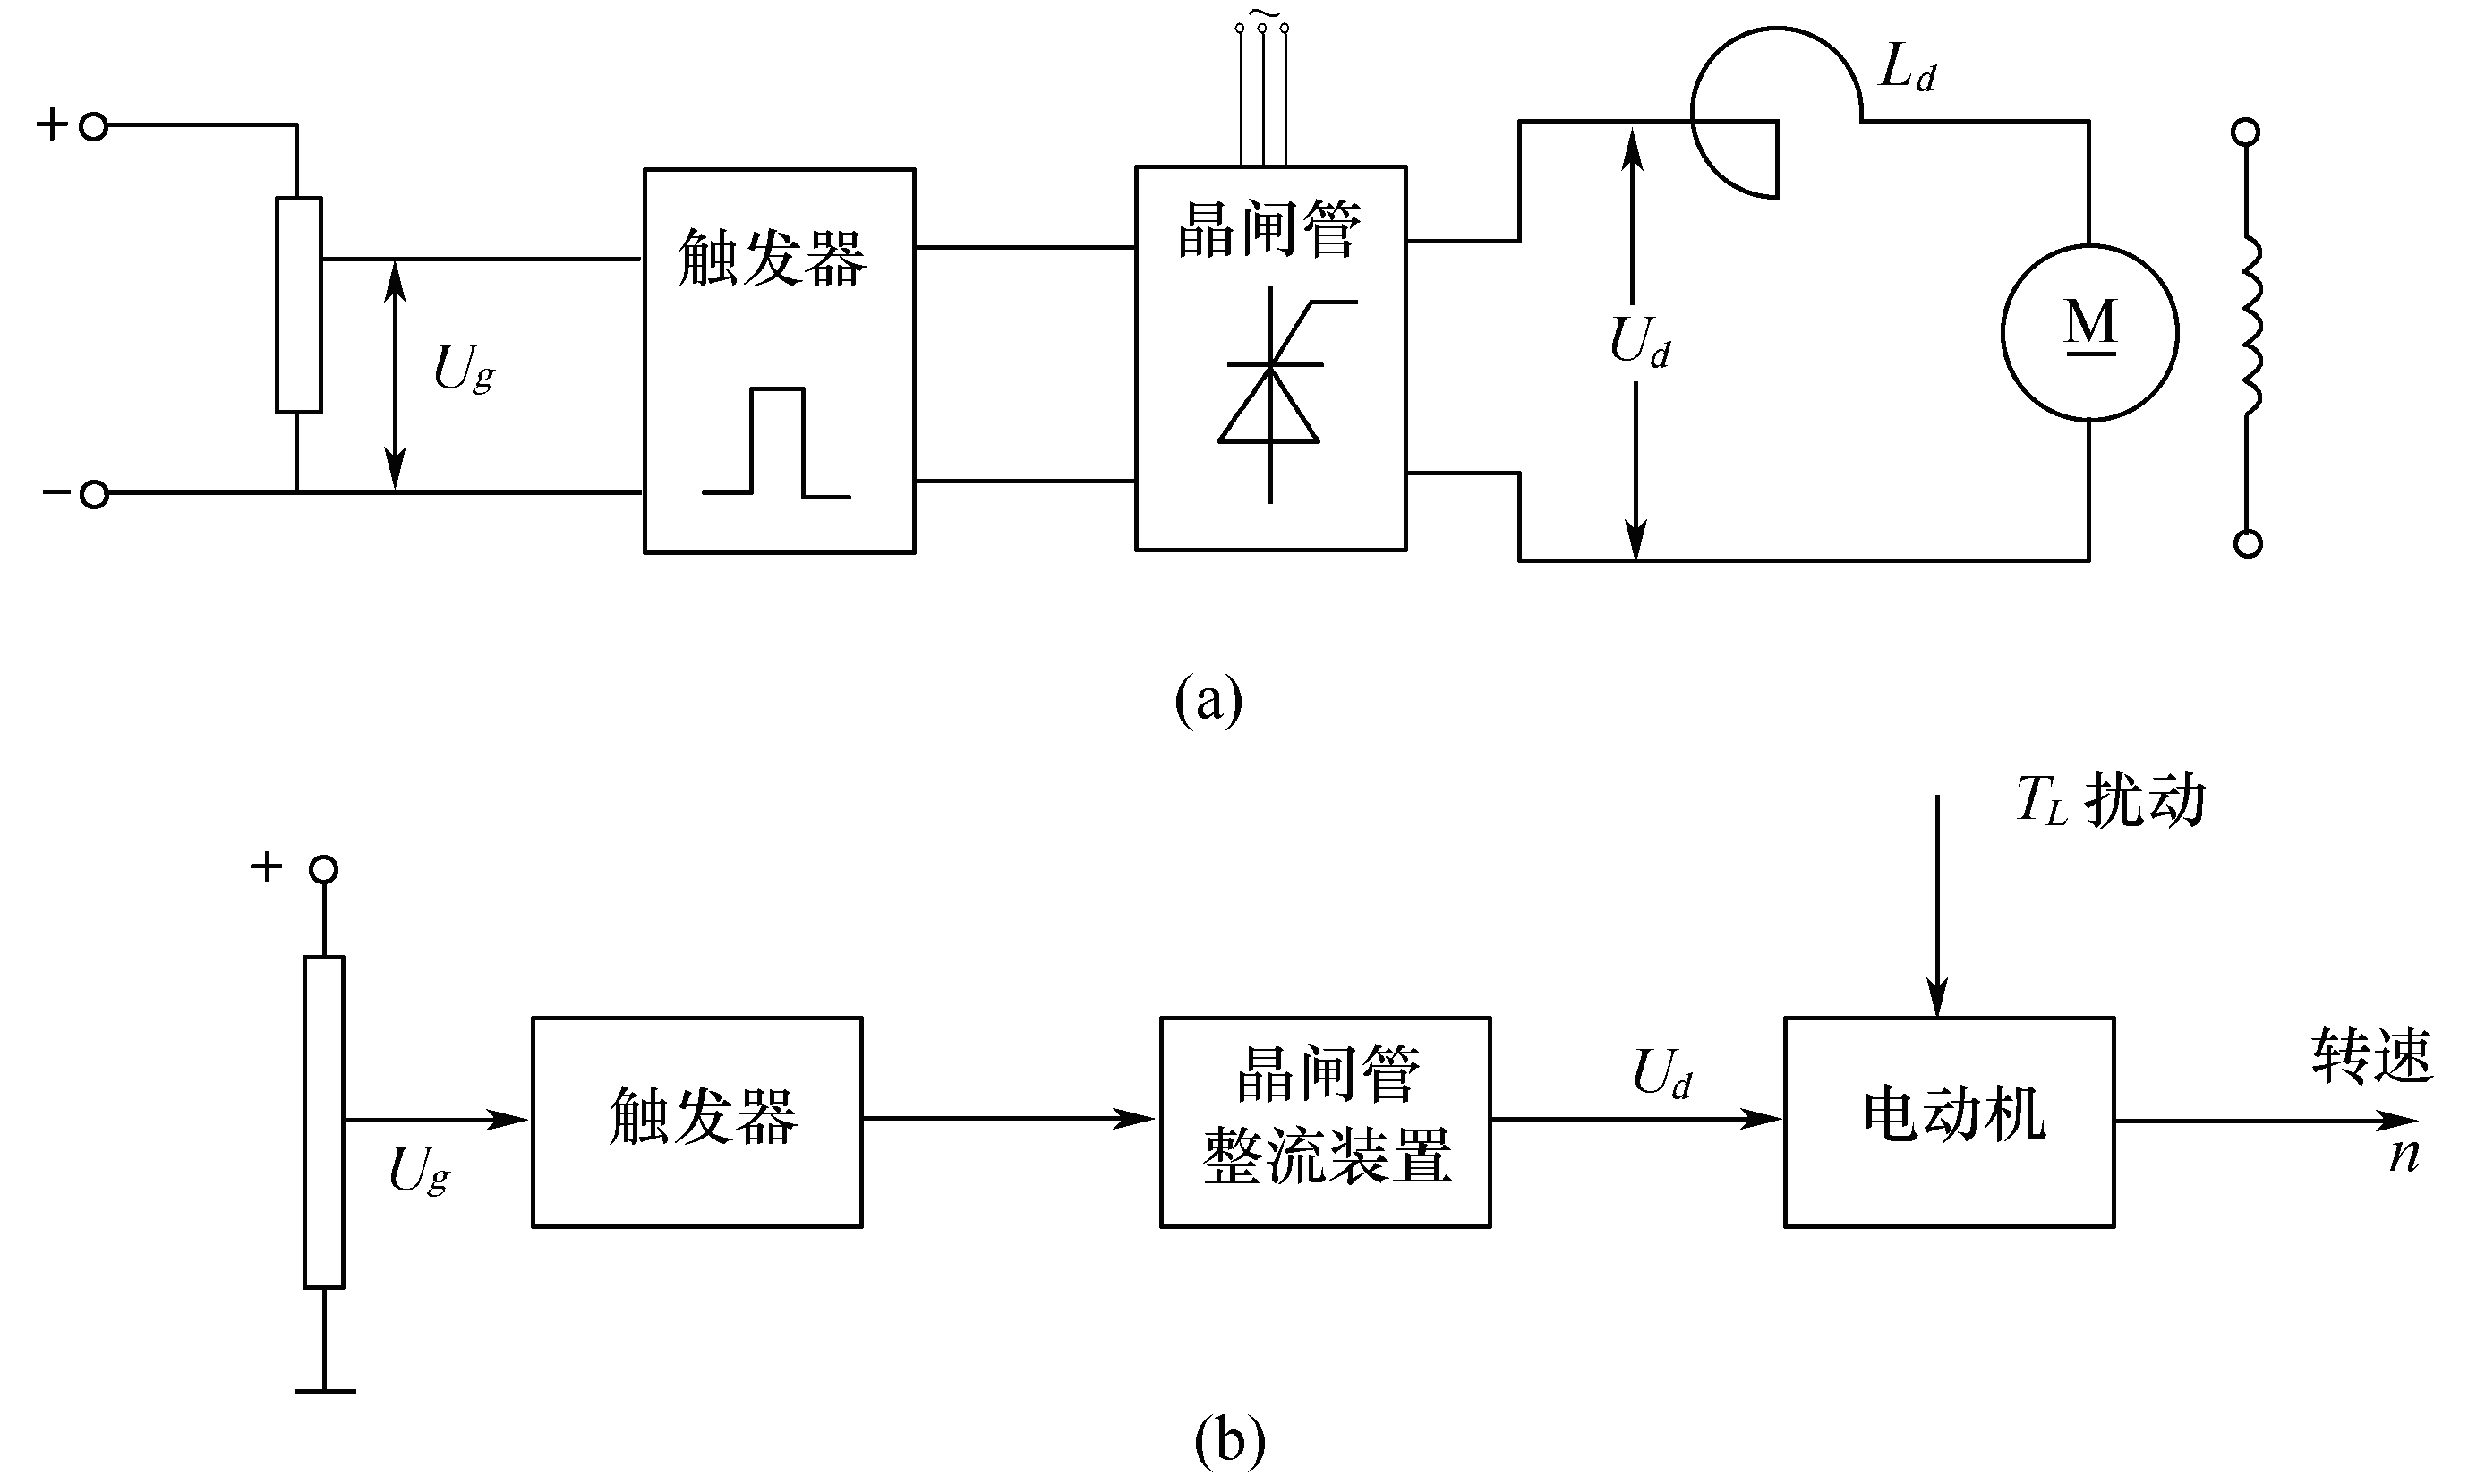 ~
+
L_d
触发器
晶闸管
U_g
U_d
M
−
(a)
T_L 扰动
+
转速
触发器
晶闸管
整流装置
U_d
电动机
U_g
n
(b)